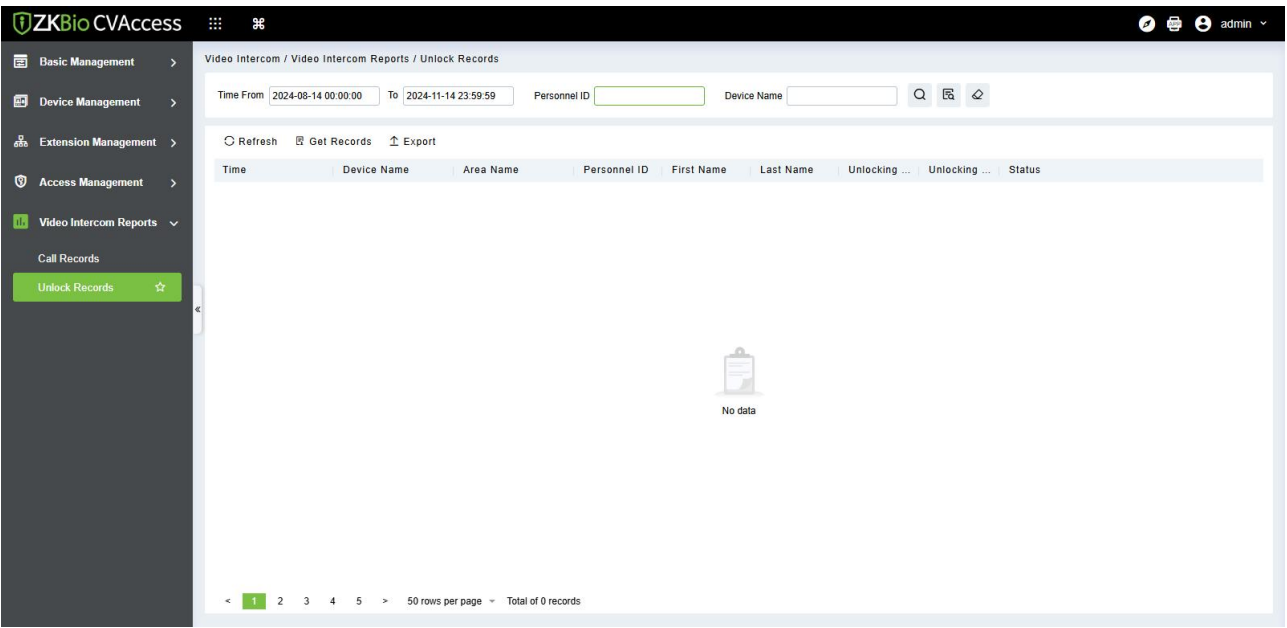 ZKBio CVAccess
admin
Basic Management
Device Management
Extension Management
Access Management
Video Intercom Reports
Call Records
Unlock Records
Video Intercom / Video Intercom Reports / Unlock Records
Time From 2024-08-14 00:00:00 To 2024-11-14 23:59:59 Personnel ID Device Name
Refresh Get Records Export
Time Device Name Area Name Personnel ID First Name Last Name Unlocking ... Unlocking ... Status
No data
< 1 2 3 4 5 > 50 rows per page Total of 0 records